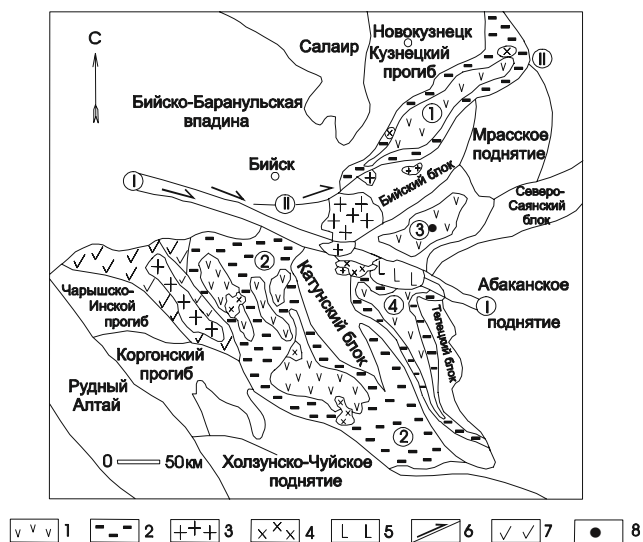 С
Салаир
Новокузнецк
Кузнецкий
прогиб
II
1
Бийско-Баранульская
впадина
Мрасское
поднятие
Бийск
I
II
Бийский блок
Северо-
Саянский
блок
3
2
Катунский блок
Чарышско-
Инской
прогиб
4
Телецкий блок
Абаканское
поднятие
I
Коргонский
прогиб
Рудный
Алтай
2
0 50км
Холзунско-Чуйское
поднятие
1 2 3 4 5 6 7 8